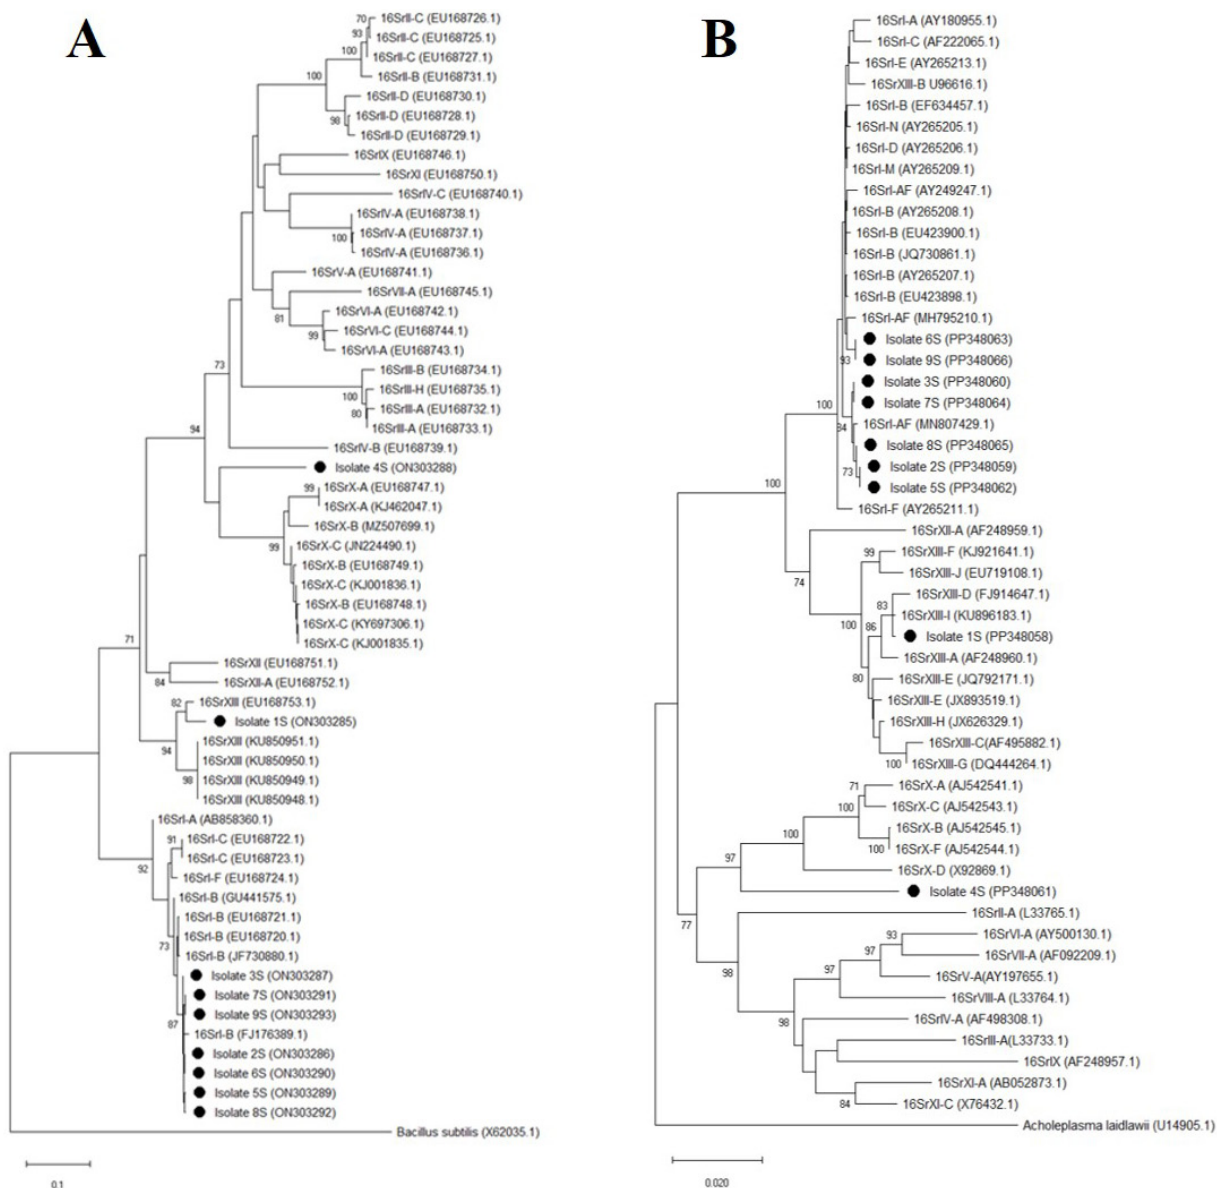 A
70
16SrII-C (EU168726.1)
93
16SrII-C (EU168725.1)
100
16SrII-C (EU168727.1)
100
16SrII-B (EU168731.1)
16SrII-D (EU168730.1)
98
16SrII-D (EU168728.1)
16SrII-D (EU168729.1)
16SrIX (EU168746.1)
16SrXI (EU168750.1)
16SrIV-C (EU168740.1)
16SrIV-A (EU168738.1)
100
16SrIV-A (EU168737.1)
16SrIV-A (EU168736.1)
16SrV-A (EU168741.1)
16SrVII-A (EU168745.1)
81
16SrVI-A (EU168742.1)
99
16SrVI-C (EU168744.1)
16SrVI-A (EU168743.1)
73
16SrIII-B (EU168734.1)
100
16SrIII-H (EU168735.1)
80
16SrIII-A (EU168732.1)
16SrIII-A (EU168733.1)
94
16SrIV-B (EU168739.1)
Isolate 4S (ON303288)
99
16SrX-A (EU168747.1)
16SrX-A (KJ462047.1)
16SrX-B (MZ507699.1)
99
16SrX-C (JN224490.1)
16SrX-B (EU168749.1)
16SrX-C (KJ001836.1)
16SrX-B (EU168748.1)
16SrX-C (KY697306.1)
16SrX-C (KJ001835.1)
71
16SrXII (EU168751.1)
84
16SrXII-A (EU168752.1)
82
16SrXIII (EU168753.1)
Isolate 1S (ON303285)
94
16SrXIII (KU850951.1)
16SrXIII (KU850950.1)
98
16SrXIII (KU850949.1)
16SrXIII (KU850948.1)
16SrI-A (AB858360.1)
91
16SrI-C (EU168722.1)
16SrI-C (EU168723.1)
92
16SrI-F (EU168724.1)
16SrI-B (GU441575.1)
16SrI-B (EU168721.1)
16SrI-B (EU168720.1)
73
16SrI-B (JF730880.1)
Isolate 3S (ON303287)
Isolate 7S (ON303291)
Isolate 9S (ON303293)
87
16SrI-B (FJ176389.1)
Isolate 2S (ON303286)
Isolate 6S (ON303290)
Isolate 5S (ON303289)
Isolate 8S (ON303292)
Bacillus subtilis (X62035.1)
0.1
B
16SrI-A (AY180955.1)
16SrI-C (AF222065.1)
16SrI-E (AY265213.1)
16SrXIII-B U96616.1)
16SrI-B (EF634457.1)
16SrI-N (AY265205.1)
16SrI-D (AY265206.1)
16SrI-M (AY265209.1)
16SrI-AF (AY249247.1)
16SrI-B (AY265208.1)
16SrI-B (EU423900.1)
16SrI-B (JQ730861.1)
16SrI-B (AY265207.1)
16SrI-B (EU423898.1)
16SrI-AF (MH795210.1)
Isolate 6S (PP348063)
93
Isolate 9S (PP348066)
Isolate 3S (PP348060)
100
Isolate 7S (PP348064)
84
16SrI-AF (MN807429.1)
Isolate 8S (PP348065)
73
Isolate 2S (PP348059)
Isolate 5S (PP348062)
100
16SrI-F (AY265211.1)
16SrXII-A (AF248959.1)
99
16SrXIII-F (KJ921641.1)
16SrXIII-J (EU719108.1)
74
16SrXIII-D (FJ914647.1)
83
16SrXIII-I (KU896183.1)
100
86
Isolate 1S (PP348058)
16SrXIII-A (AF248960.1)
80
16SrXIII-E (JQ792171.1)
16SrXIII-E (JX893519.1)
16SrXIII-H (JX626329.1)
16SrXIII-C(AF495882.1)
100
16SrXIII-G (DQ444264.1)
71
16SrX-A (AJ542541.1)
100
16SrX-C (AJ542543.1)
100
16SrX-B (AJ542545.1)
100
16SrX-F (AJ542544.1)
97
16SrX-D (X92869.1)
Isolate 4S (PP348061)
77
16SrII-A (L33765.1)
93
16SrVI-A (AY500130.1)
97
16SrVII-A (AF092209.1)
98
97
16SrV-A(AY197655.1)
16SrVIII-A (L33764.1)
98
16SrIV-A (AF498308.1)
16SrIII-A(L33733.1)
16SrIX (AF248957.1)
16SrXI-A (AB052873.1)
84
16SrXI-C (X76432.1)
Acholeplasma laidlawii (U14905.1)
0.020